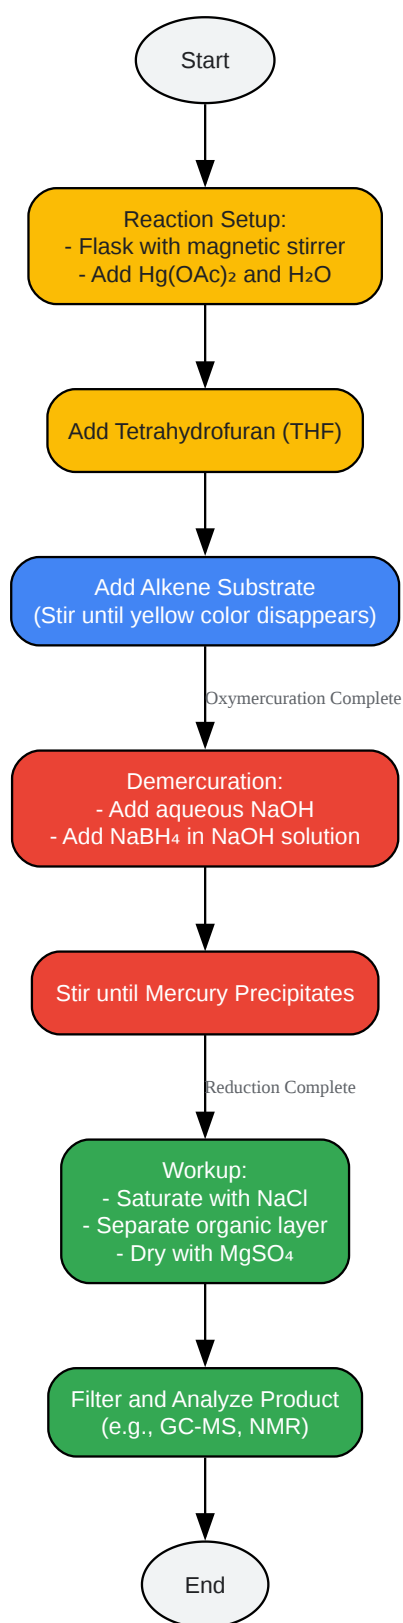 Start
Reaction Setup:
- Flask with magnetic stirrer
- Add Hg(OAc)₂ and H₂O
Add Tetrahydrofuran (THF)
Add Alkene Substrate
(Stir until yellow color disappears)
Oxymercuration Complete
Demercuration:
- Add aqueous NaOH
- Add NaBH₄ in NaOH solution
Stir until Mercury Precipitates
Reduction Complete
Workup:
- Saturate with NaCl
- Separate organic layer
- Dry with MgSO₄
Filter and Analyze Product
(e.g., GC-MS, NMR)
End